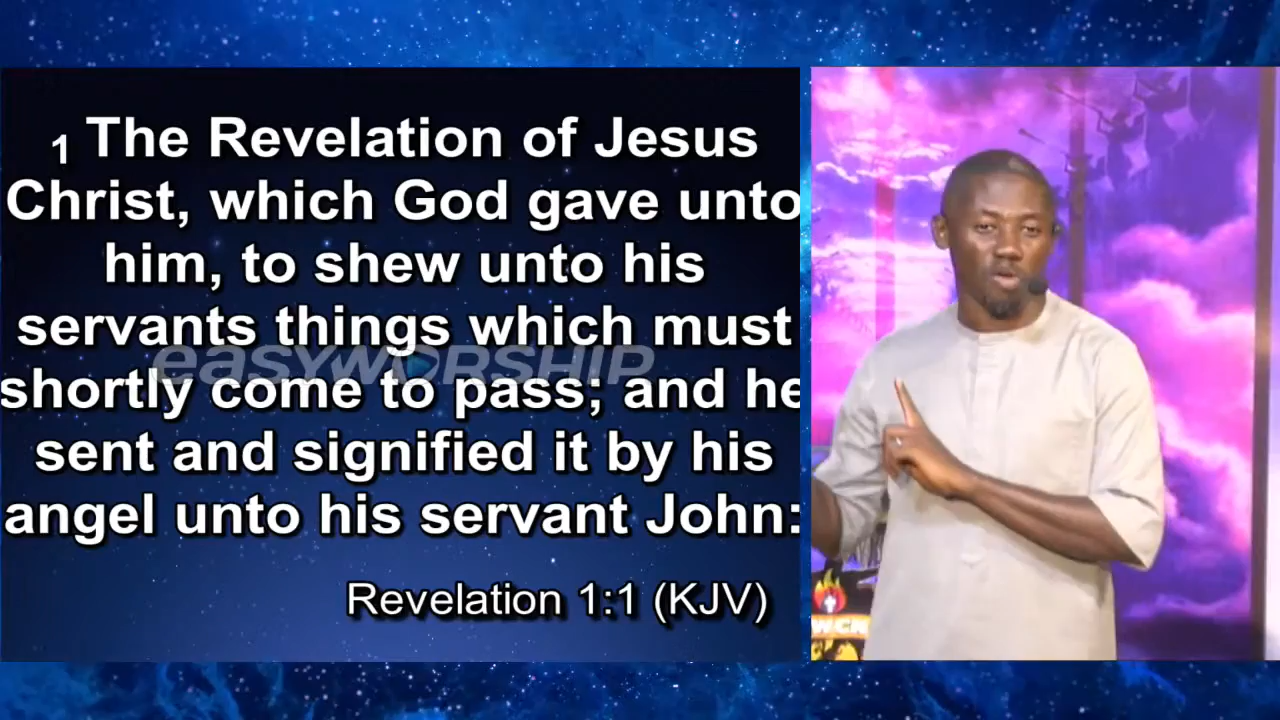 1 The Revelation of Jesus
Christ, which God gave unto
him, to shew unto his
servants things which must
shortly come to pass; and he
sent and signified it by his
angel unto his servant John:
easyworship
Revelation 1:1 (KJV)